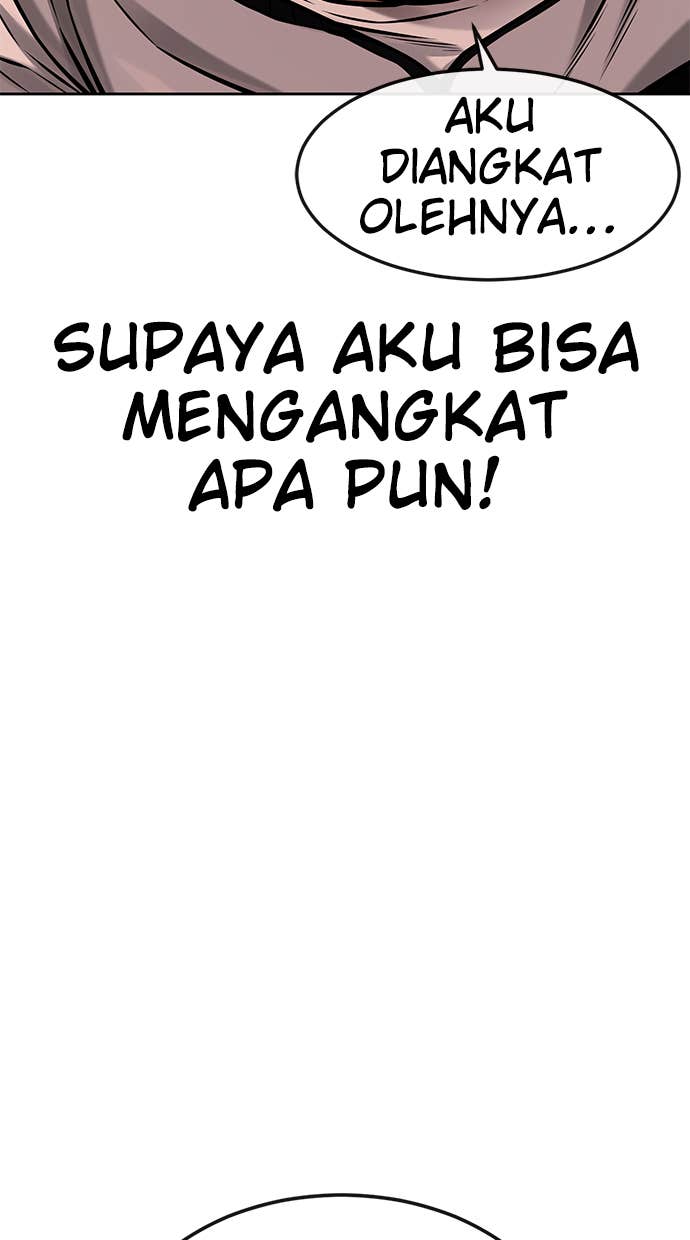 AKU
DIANGKAT
OLEHNYA...
SUPAYA AKU BISA
MENGANGKAT
APA PUN!